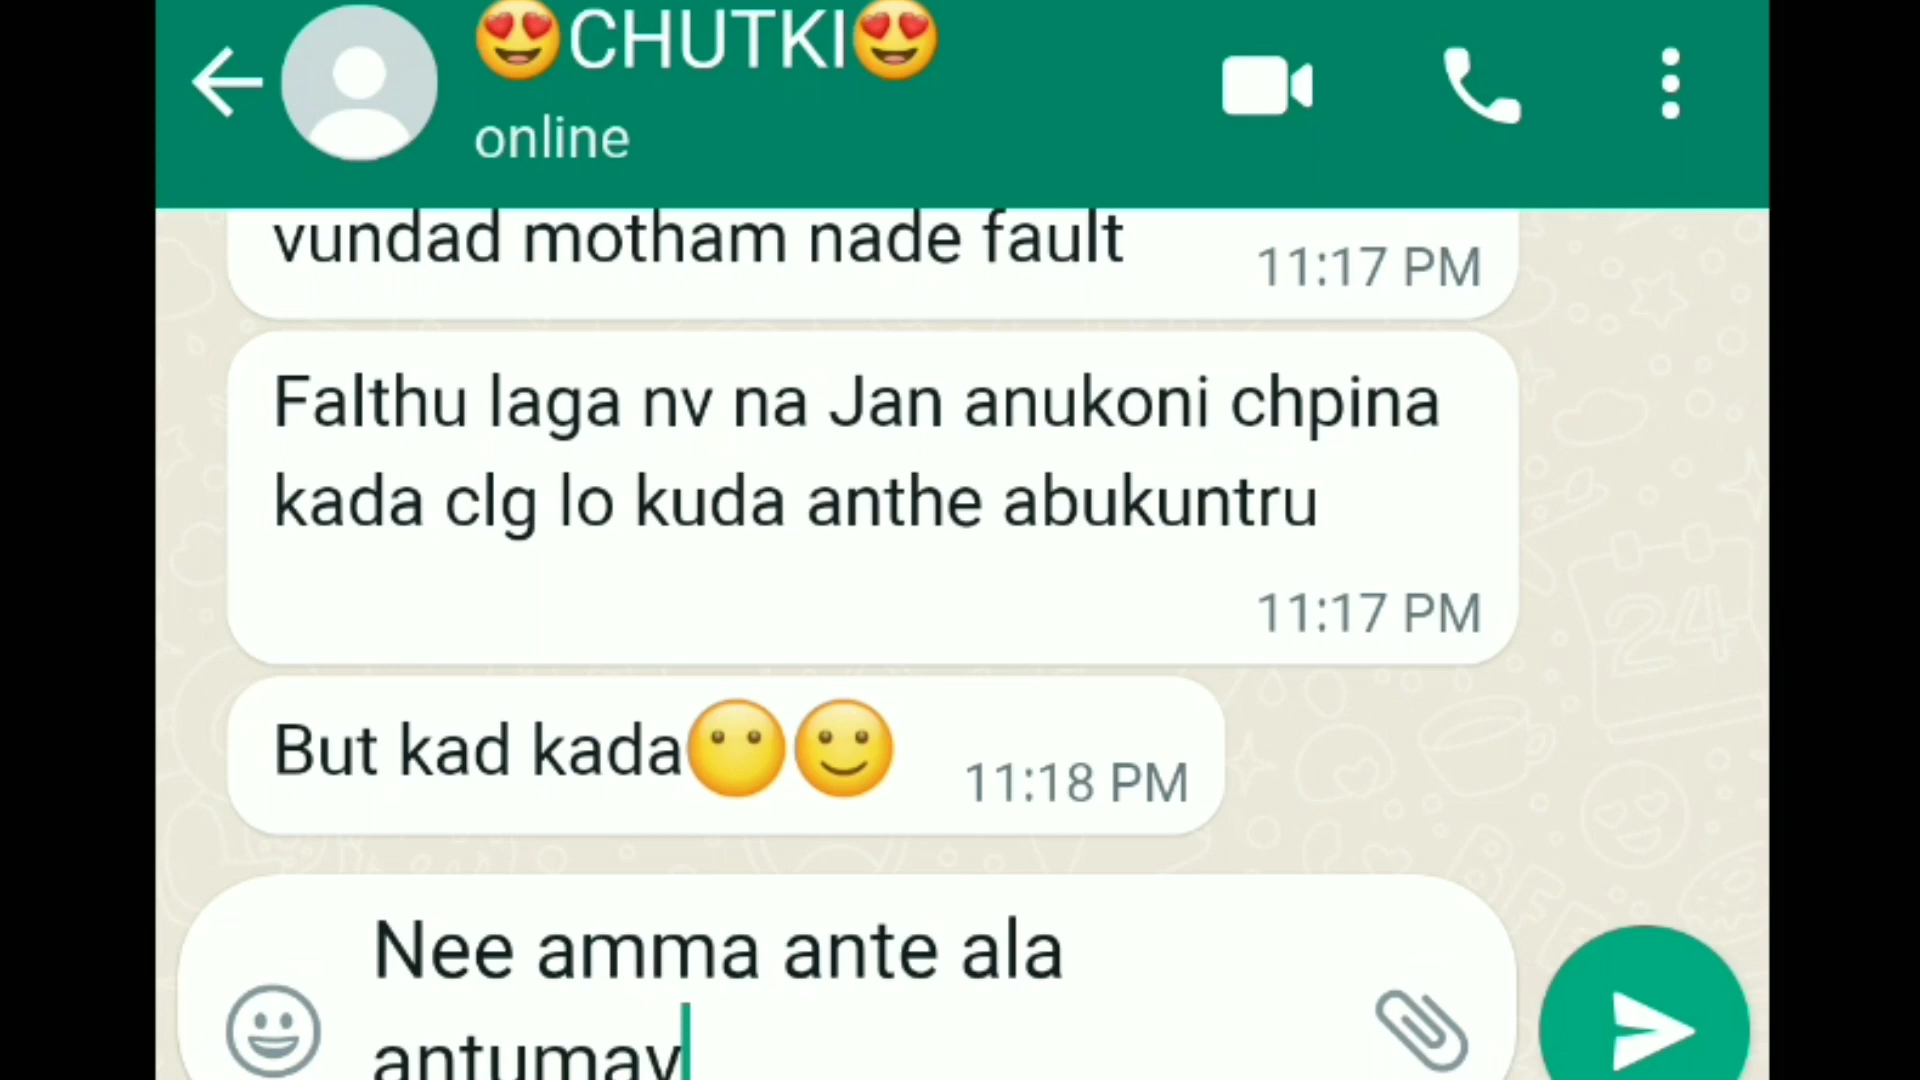 😍CHUTKI😍
online
vundad motham nade fault
11:17 PM
Falthu laga nv na Jan anukoni chpina
kada clg lo kuda anthe abukuntru
11:17 PM
But kad kada😶🙂
11:18 PM
Nee amma ante ala
antumav